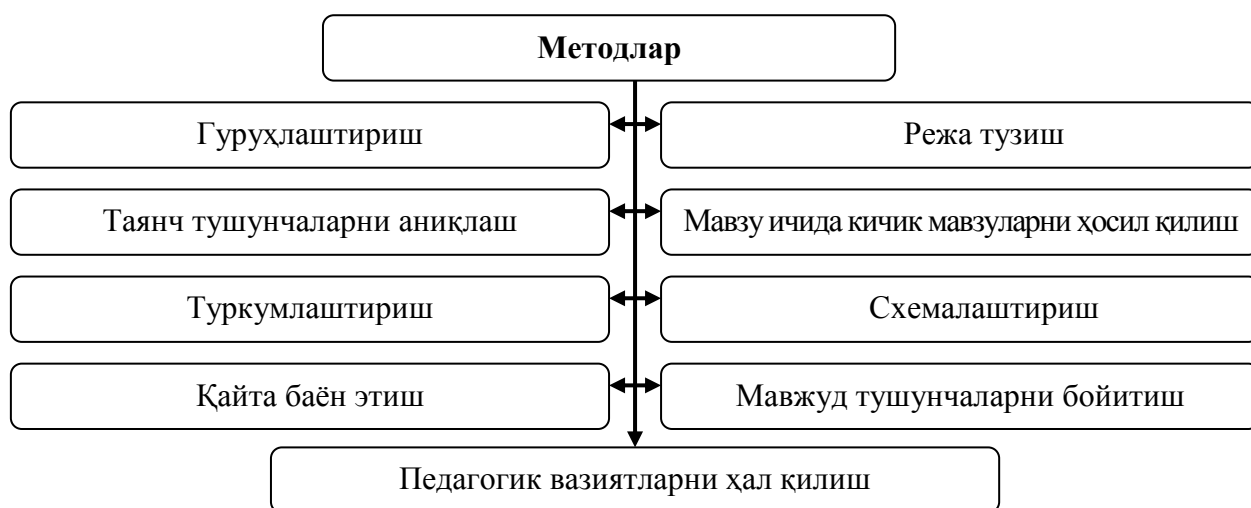 Методлар
Гуруҳлаштириш
Режа тузиш
Таянч тушунчаларни аниқлаш
Мавзу ичида кичик мавзуларни ҳосил қилиш
Туркумлаштириш
Схемалаштириш
Қайта баён этиш
Мавжуд тушунчаларни бойитиш
Педагогик вазиятларни ҳал қилиш